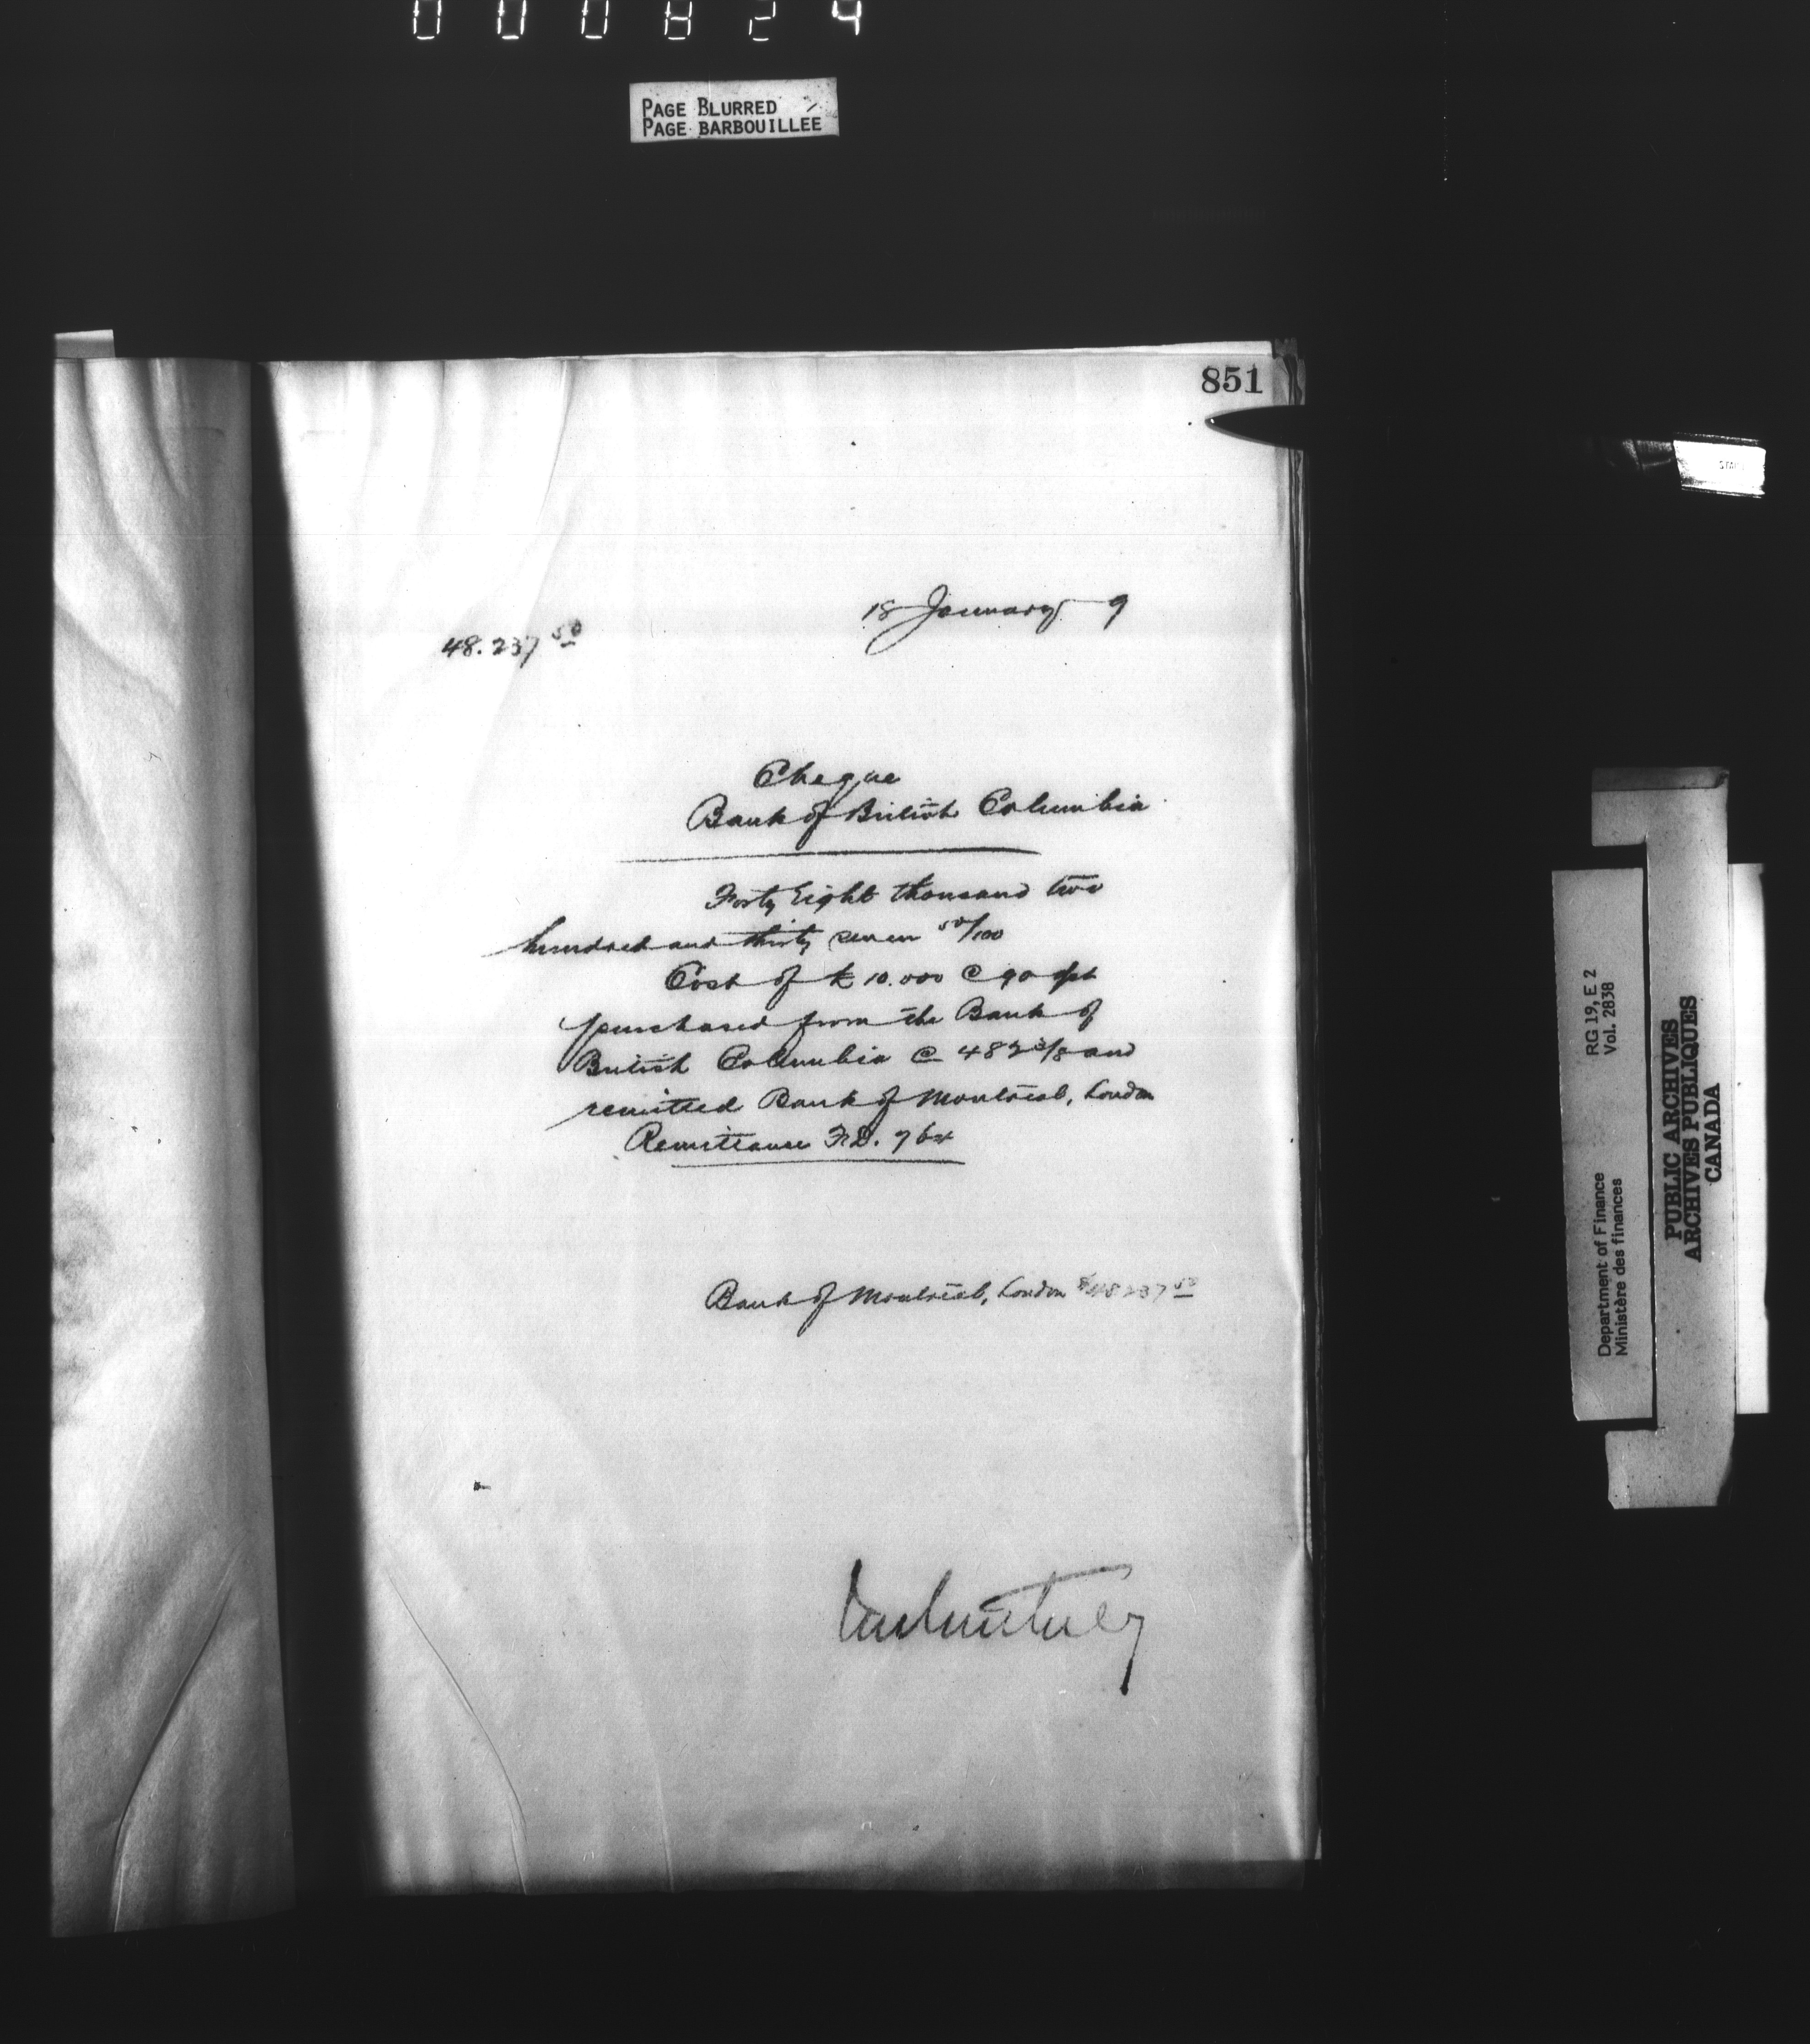 000824
PAGE BLURRED
PAGE BARBOUILLEE
851
18 January 9
48.237 50
Cheque
Bank of British Columbia
Forty Eight thousand two
hundred and thirty seven 50/100
Cost of £ 10.000 @ 90
purchased from the Bank of
British Columbia @ 482 3/8 and
remitted Bank of Montreal, London
Remittance
Bank of Montreal, London $48237 50
RG 19, E 2
Vol. 2838
Department of Finance
Ministère des finances
PUBLIC ARCHIVES
ARCHIVES PUBLIQUES
CANADA